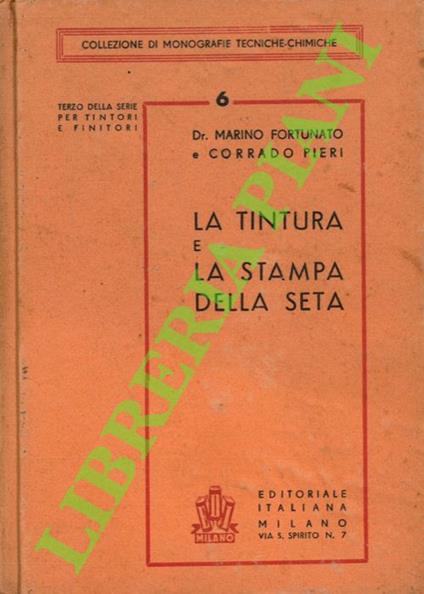 COLLEZIONE DI MONOGRAFIE TECNICHE-CHIMICHE
6
TERZO DELLA SERIE
PER TINTORI
E FINITORI
Dr. MARINO FORTUNATO
e CORRADO PIERI
LA TINTURA
E
LA STAMPA
DELLA SETA
MILANO
EDITORIALE
ITALIANA
MILANO
VIA S. SPIRITO N. 7
LIBRERIA PIANI